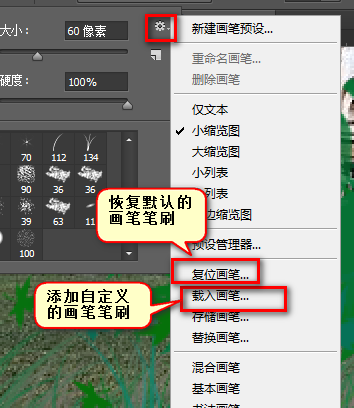 大小： 60 像素
硬度： 100%
70 112 134
90 36 36
39 63 11
100
新建画笔预设...
重命名画笔...
删除画笔
仅文本
✓ 小缩览图
大缩览图
小列表
列表
边缩览图
预设管理器...
复位画笔...
载入画笔...
存储画笔...
替换画笔...
混合画笔
基本画笔
恢复默认的
画笔笔刷
添加自定义
的画笔笔刷